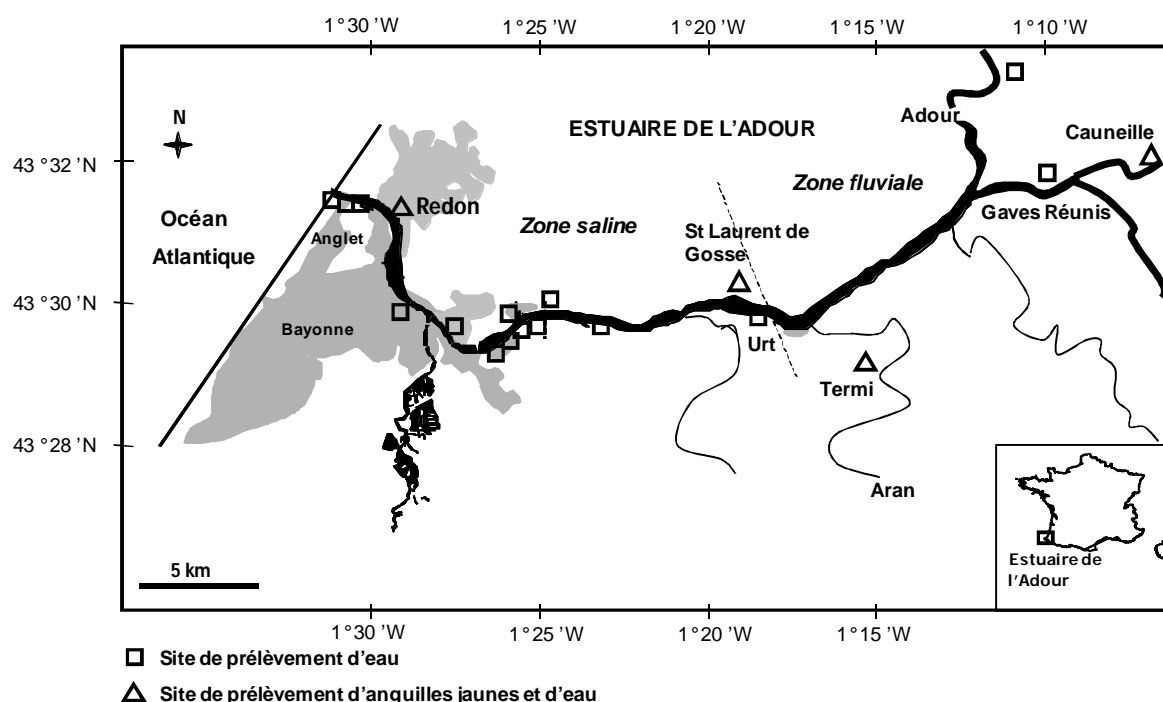 1°30 ’W 1°25 ’W 1°20 ’W 1°15 ’W 1°10 ’W
N
ESTUAIRE DE L’ADOUR
Adour
Cauneille
43 °32 ’ N
Zone fluviale
Océan
Atlantique
Redon
Anglet
Zone saline
St Laurent de
Gosse
Gaves Réunis
43 °30 ’ N
Bayonne
Urt
Termi
43 °28 ’ N
Aran
5 km
Estuaire de
l’Adour
1°30 ’W 1°25 ’W 1°20 ’W 1°15 ’W
Site de prélèvement d’eau
Site de prélèvement d’anguilles jaunes et d’eau